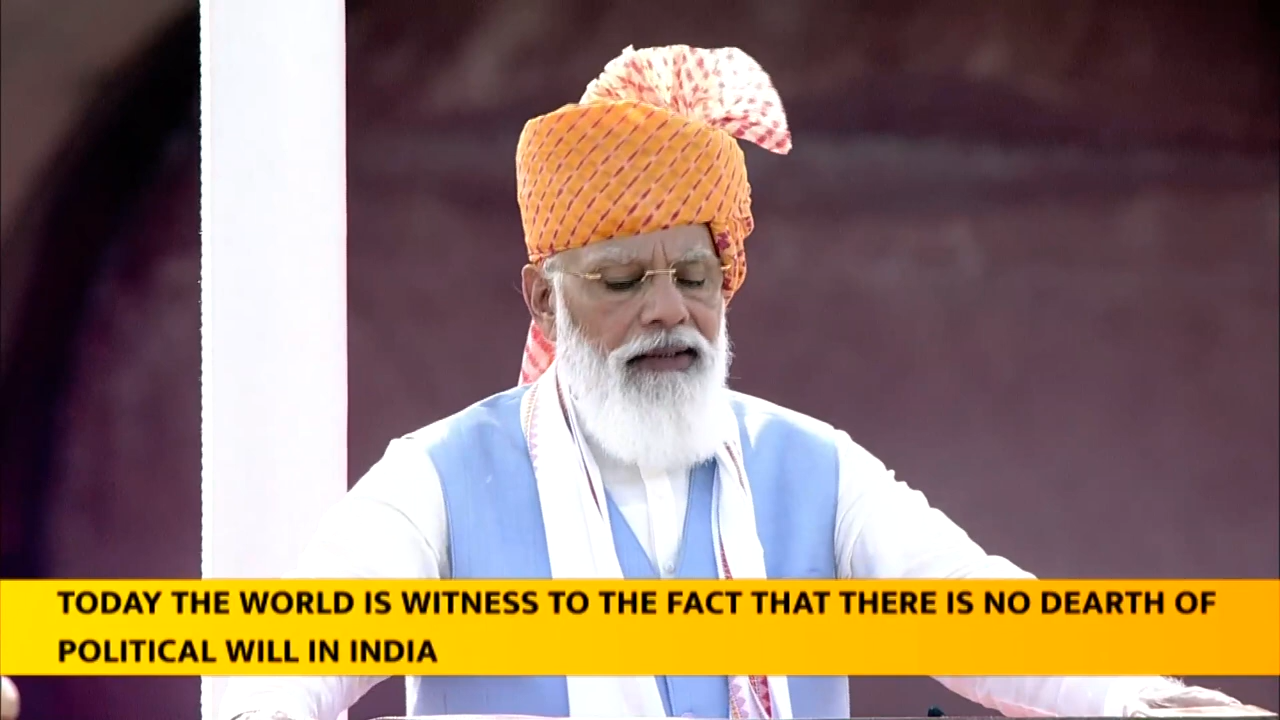 TODAY THE WORLD IS WITNESS TO THE FACT THAT THERE IS NO DEARTH OF
POLITICAL WILL IN INDIA